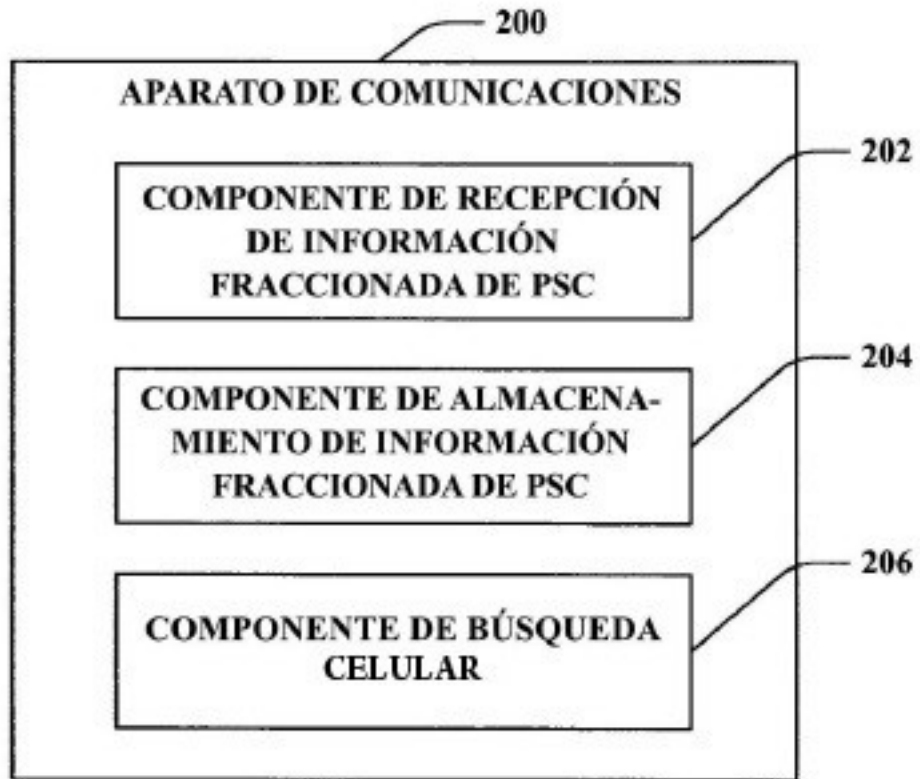 200
APARATO DE COMUNICACIONES
202
COMPONENTE DE RECEPCIÓN
DE INFORMACIÓN
FRACCIONADA DE PSC
204
COMPONENTE DE ALMACENA-
MIENTO DE INFORMACIÓN
FRACCIONADA DE PSC
206
COMPONENTE DE BÚSQUEDA
CELULAR